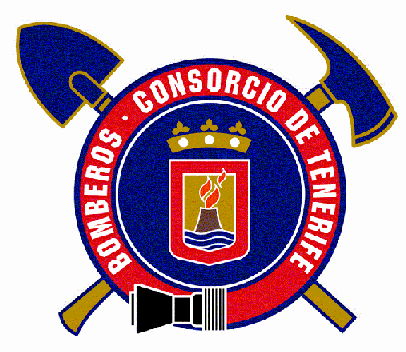 BOMBEROS · CONSORCIO DE TENERIFE